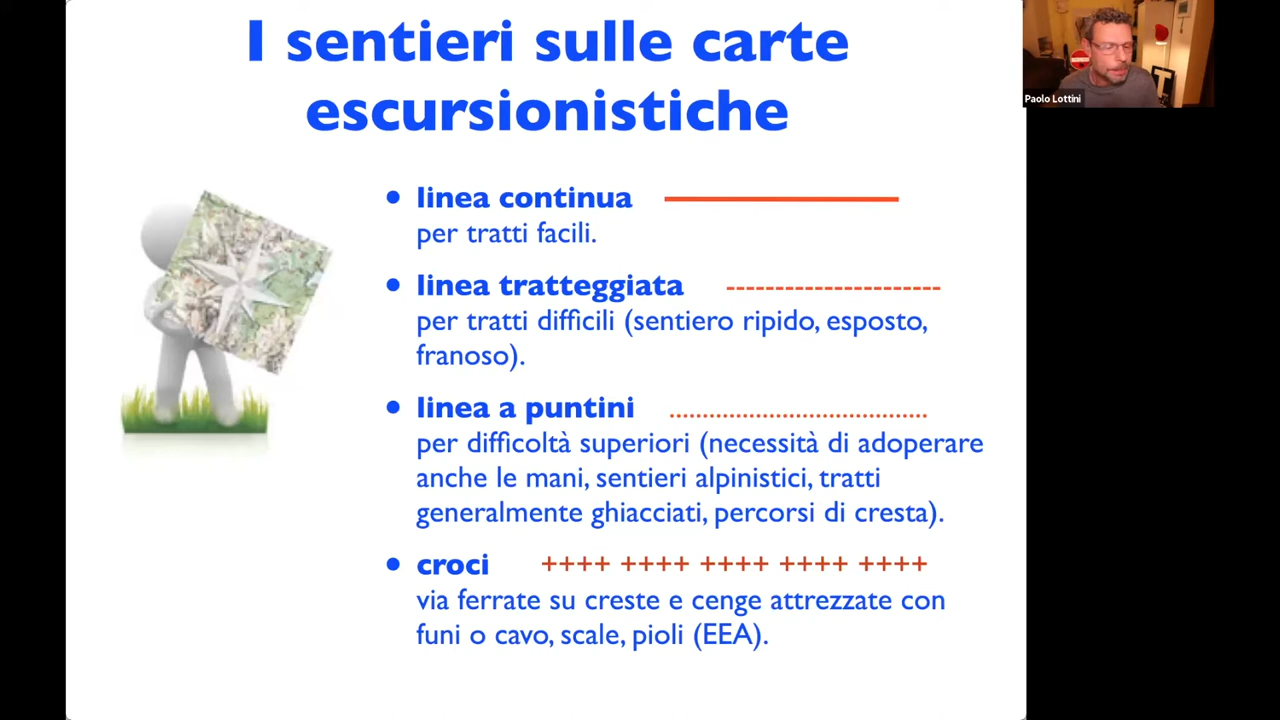 I sentieri sulle carte
escursionistiche
Paolo Lottini
• linea continua
per tratti facili.
• linea tratteggiata ----------------------
per tratti difficili (sentiero ripido, esposto,
franoso).
• linea a puntini .......................................
per difficoltà superiori (necessità di adoperare
anche le mani, sentieri alpinistici, tratti
generalmente ghiacciati, percorsi di cresta).
• croci ++++ ++++ ++++ ++++ ++++
via ferrate su creste e cenge attrezzate con
funi o cavo, scale, pioli (EEA).